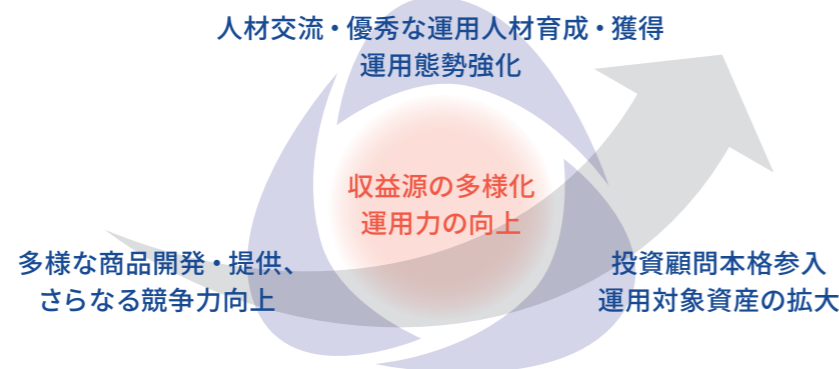 人材交流・優秀な運用人材育成・獲得
運用態勢強化
収益源の多様化
運用力の向上
多様な商品開発・提供、
さらなる競争力向上
投資顧問本格参入
運用対象資産の拡大